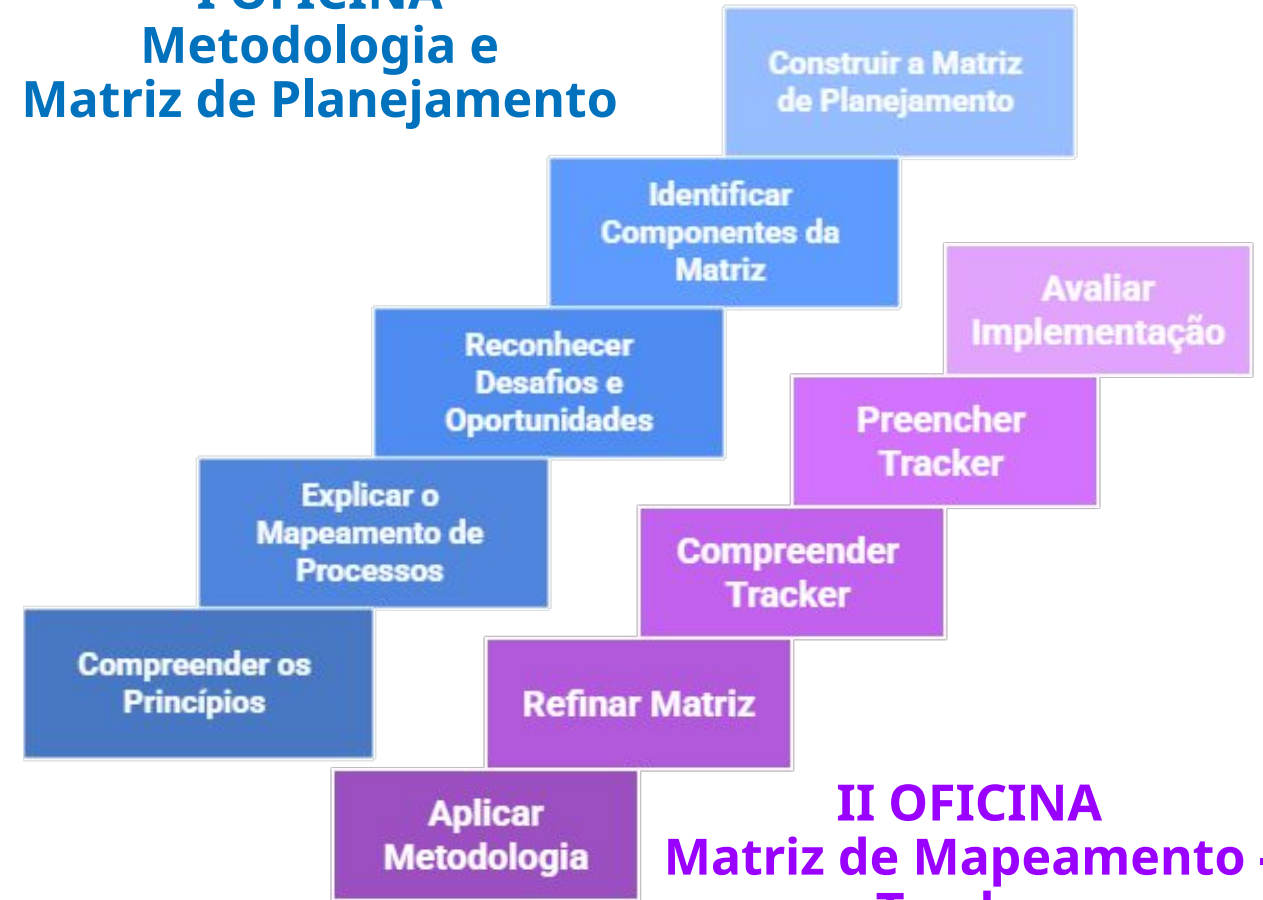 I OFICINA
Metodologia e
Matriz de Planejamento
Construir a Matriz
de Planejamento
Identificar
Componentes da
Matriz
Reconhecer
Desafios e
Oportunidades
Explicar o
Mapeamento de
Processos
Compreender os
Princípios
Avaliar
Implementação
Preencher
Tracker
Compreender
Tracker
Refinar Matriz
Aplicar
Metodologia
II OFICINA
Matriz de Mapeamento -